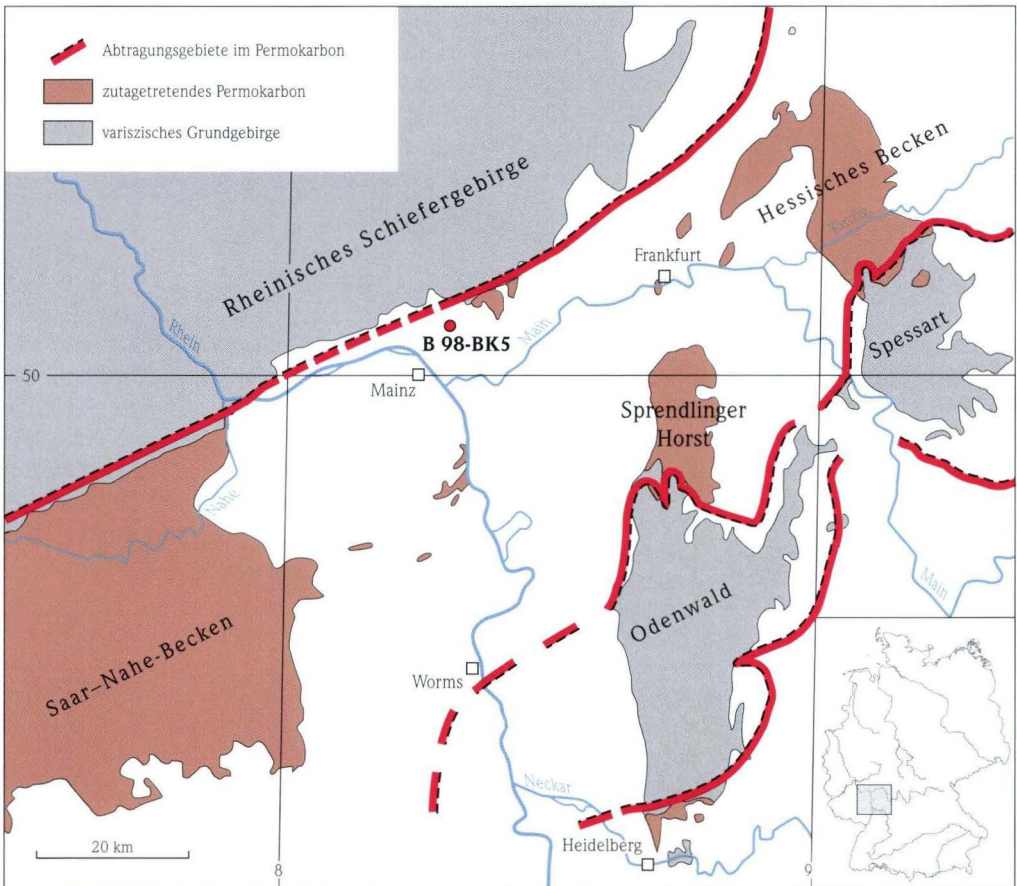 Abtragungsgebiete im Permokarbon
zutagetretendes Permokarbon
variszisches Grundgebirge
Rheinisches Schiefergebirge
Hessisches Becken
Kinzig
Frankfurt
Rhein
Main
Spessart
B 98-BK5
50
Mainz
Sprendlinger
Horst
Nahe
Main
Odenwald
Saar-Nahe-Becken
Worms
Neckar
Heidelberg
20 km
8
9